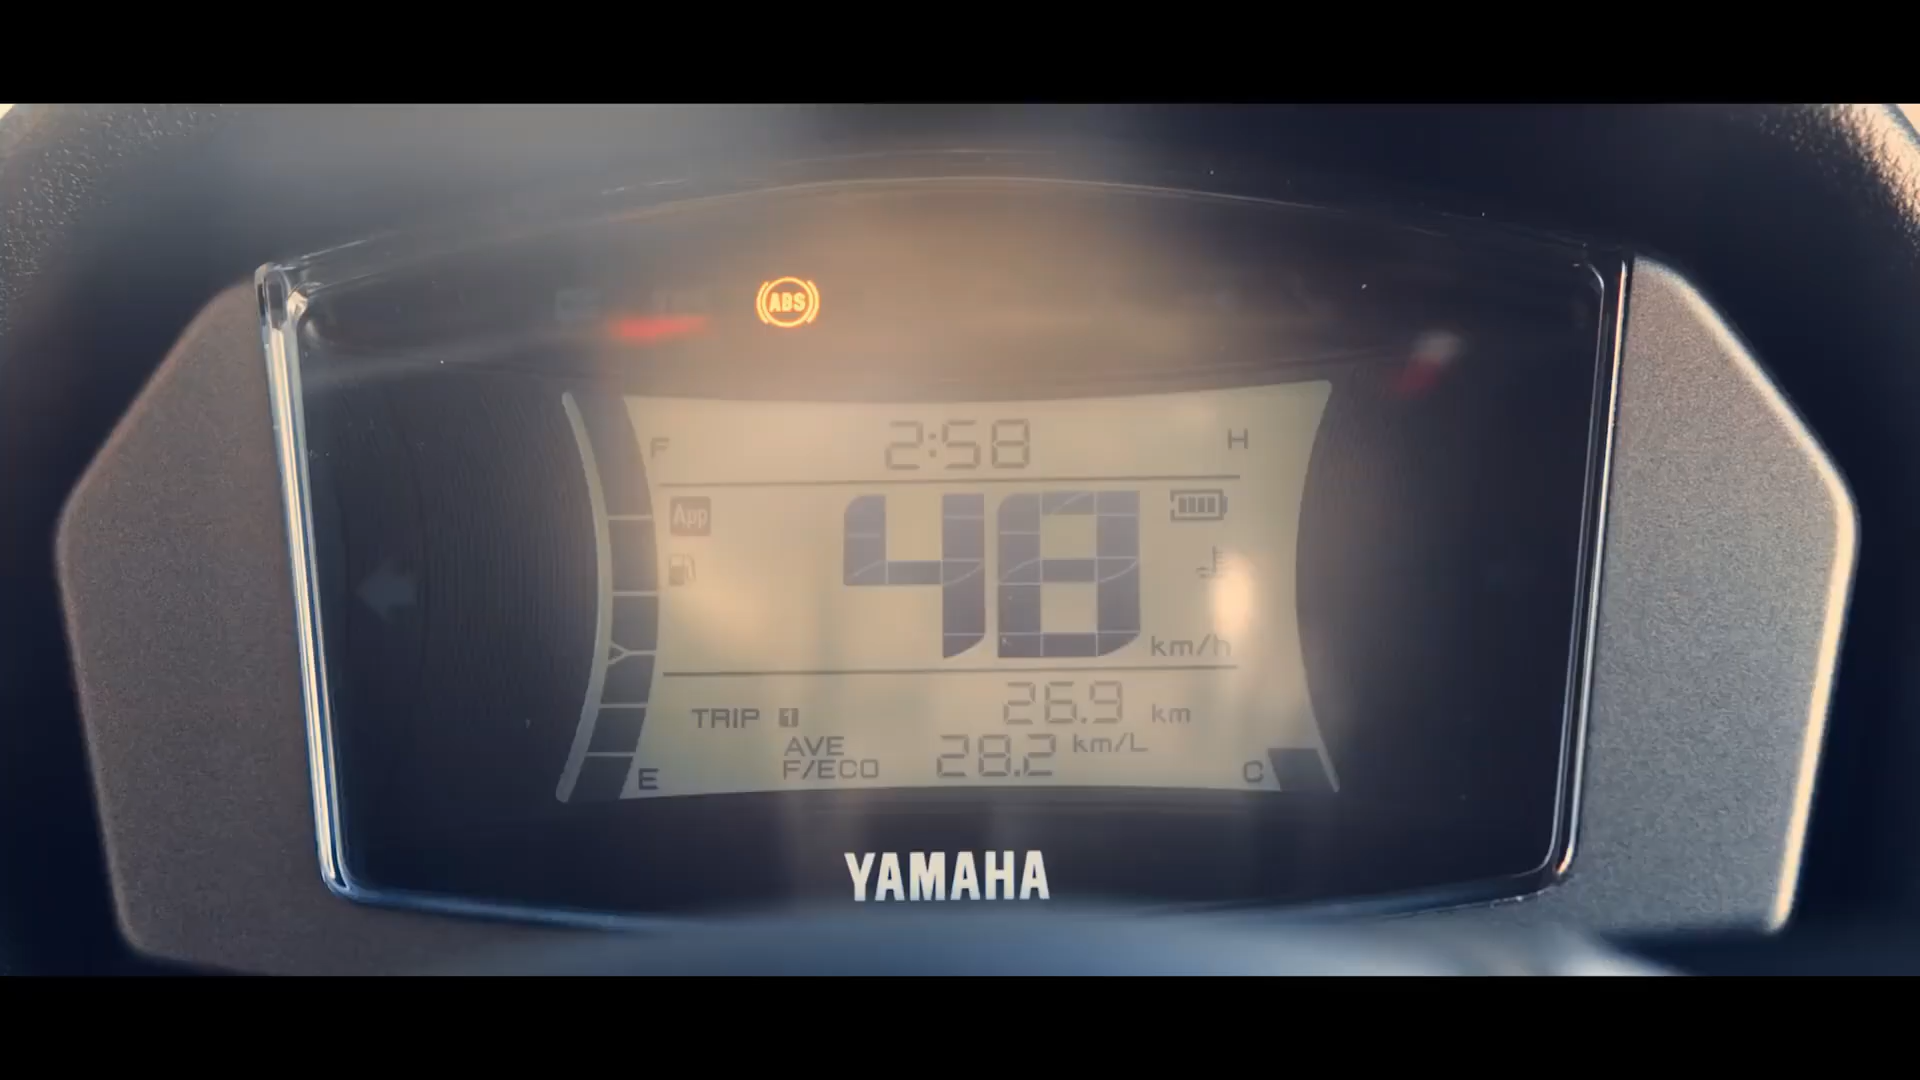 ABS
F 2:58 H
App
48 km/h
TRIP 1 26.9 km
AVE F/ECO 28.2 km/L
E C
YAMAHA